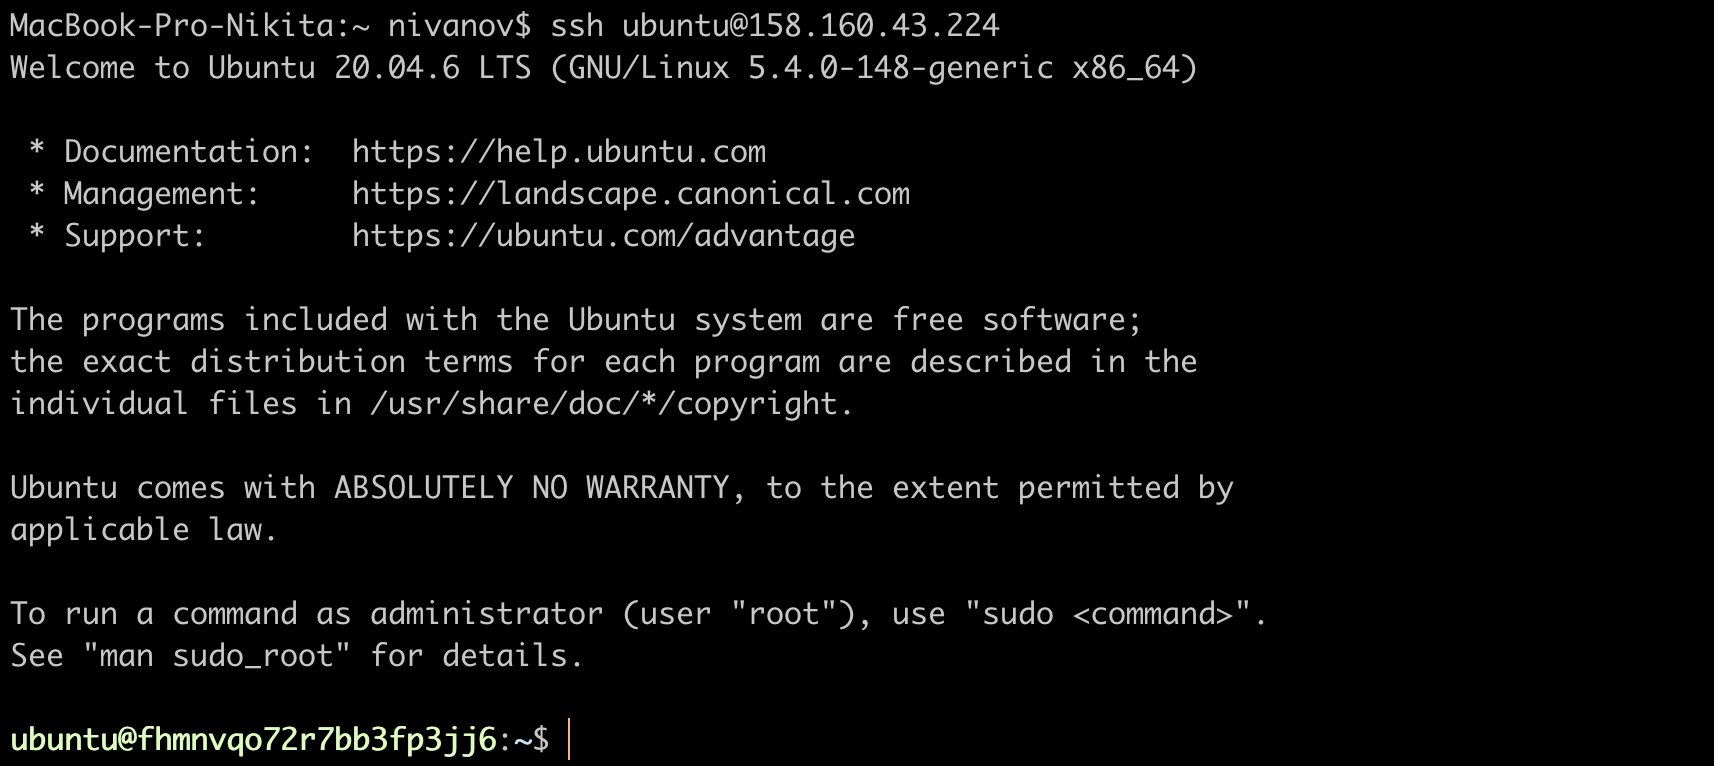 MacBook-Pro-Nikita:~ nivanov$ ssh ubuntu@158.160.43.224
Welcome to Ubuntu 20.04.6 LTS (GNU/Linux 5.4.0-148-generic x86_64)
 * Documentation:  https://help.ubuntu.com
 * Management:     https://landscape.canonical.com
 * Support:        https://ubuntu.com/advantage
The programs included with the Ubuntu system are free software;
the exact distribution terms for each program are described in the
individual files in /usr/share/doc/*/copyright.
Ubuntu comes with ABSOLUTELY NO WARRANTY, to the extent permitted by
applicable law.
To run a command as administrator (user "root"), use "sudo <command>".
See "man sudo_root" for details.
ubuntu@fhmnvqo72r7bb3fp3jj6:~$